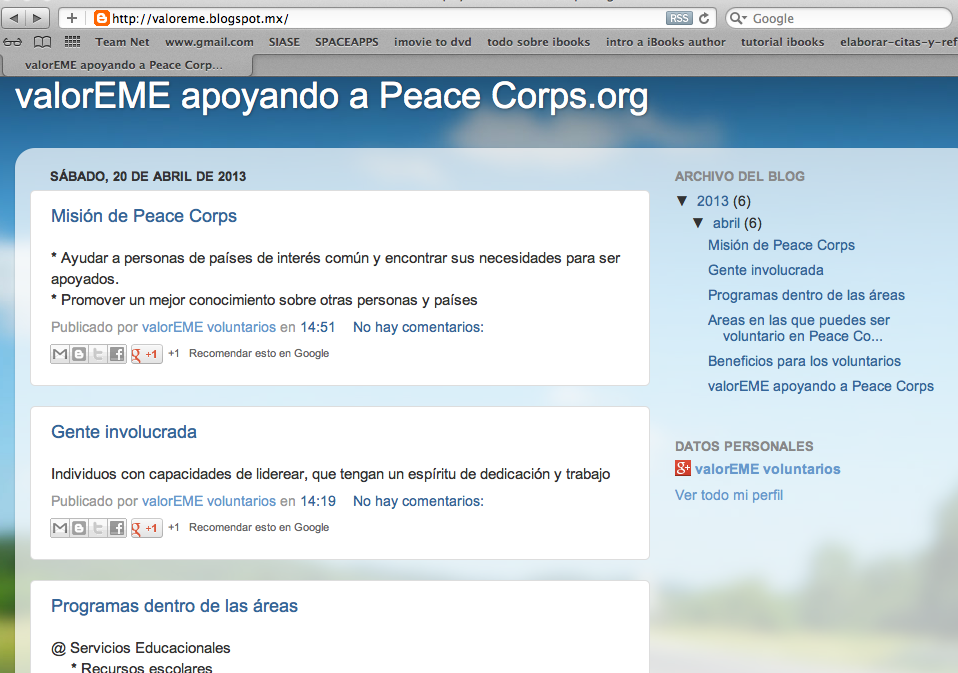 http://valoreme.blogspot.mx/
RSS
Google
Team Net www.gmail.com SIASE SPACEAPPS imovie to dvd todo sobre ibooks intro a iBooks author tutorial ibooks elaborar-citas-y-ref
valorEME apoyando a Peace Corp...
valorEME apoyando a Peace Corps.org
SÁBADO, 20 DE ABRIL DE 2013
Misión de Peace Corps
* Ayudar a personas de países de interés común y encontrar sus necesidades para ser
apoyados.
* Promover un mejor conocimiento sobre otras personas y países
Publicado por valorEME voluntarios en 14:51 No hay comentarios:
+1 +1 Recomendar esto en Google
Gente involucrada
Individuos con capacidades de liderear, que tengan un espíritu de dedicación y trabajo
Publicado por valorEME voluntarios en 14:19 No hay comentarios:
+1 +1 Recomendar esto en Google
Programas dentro de las áreas
@ Servicios Educacionales
* Recursos escolares
ARCHIVO DEL BLOG
▼ 2013 (6)
▼ abril (6)
Misión de Peace Corps
Gente involucrada
Programas dentro de las áreas
Areas en las que puedes ser
voluntario en Peace Co...
Beneficios para los voluntarios
valorEME apoyando a Peace Corps
DATOS PERSONALES
valorEME voluntarios
Ver todo mi perfil